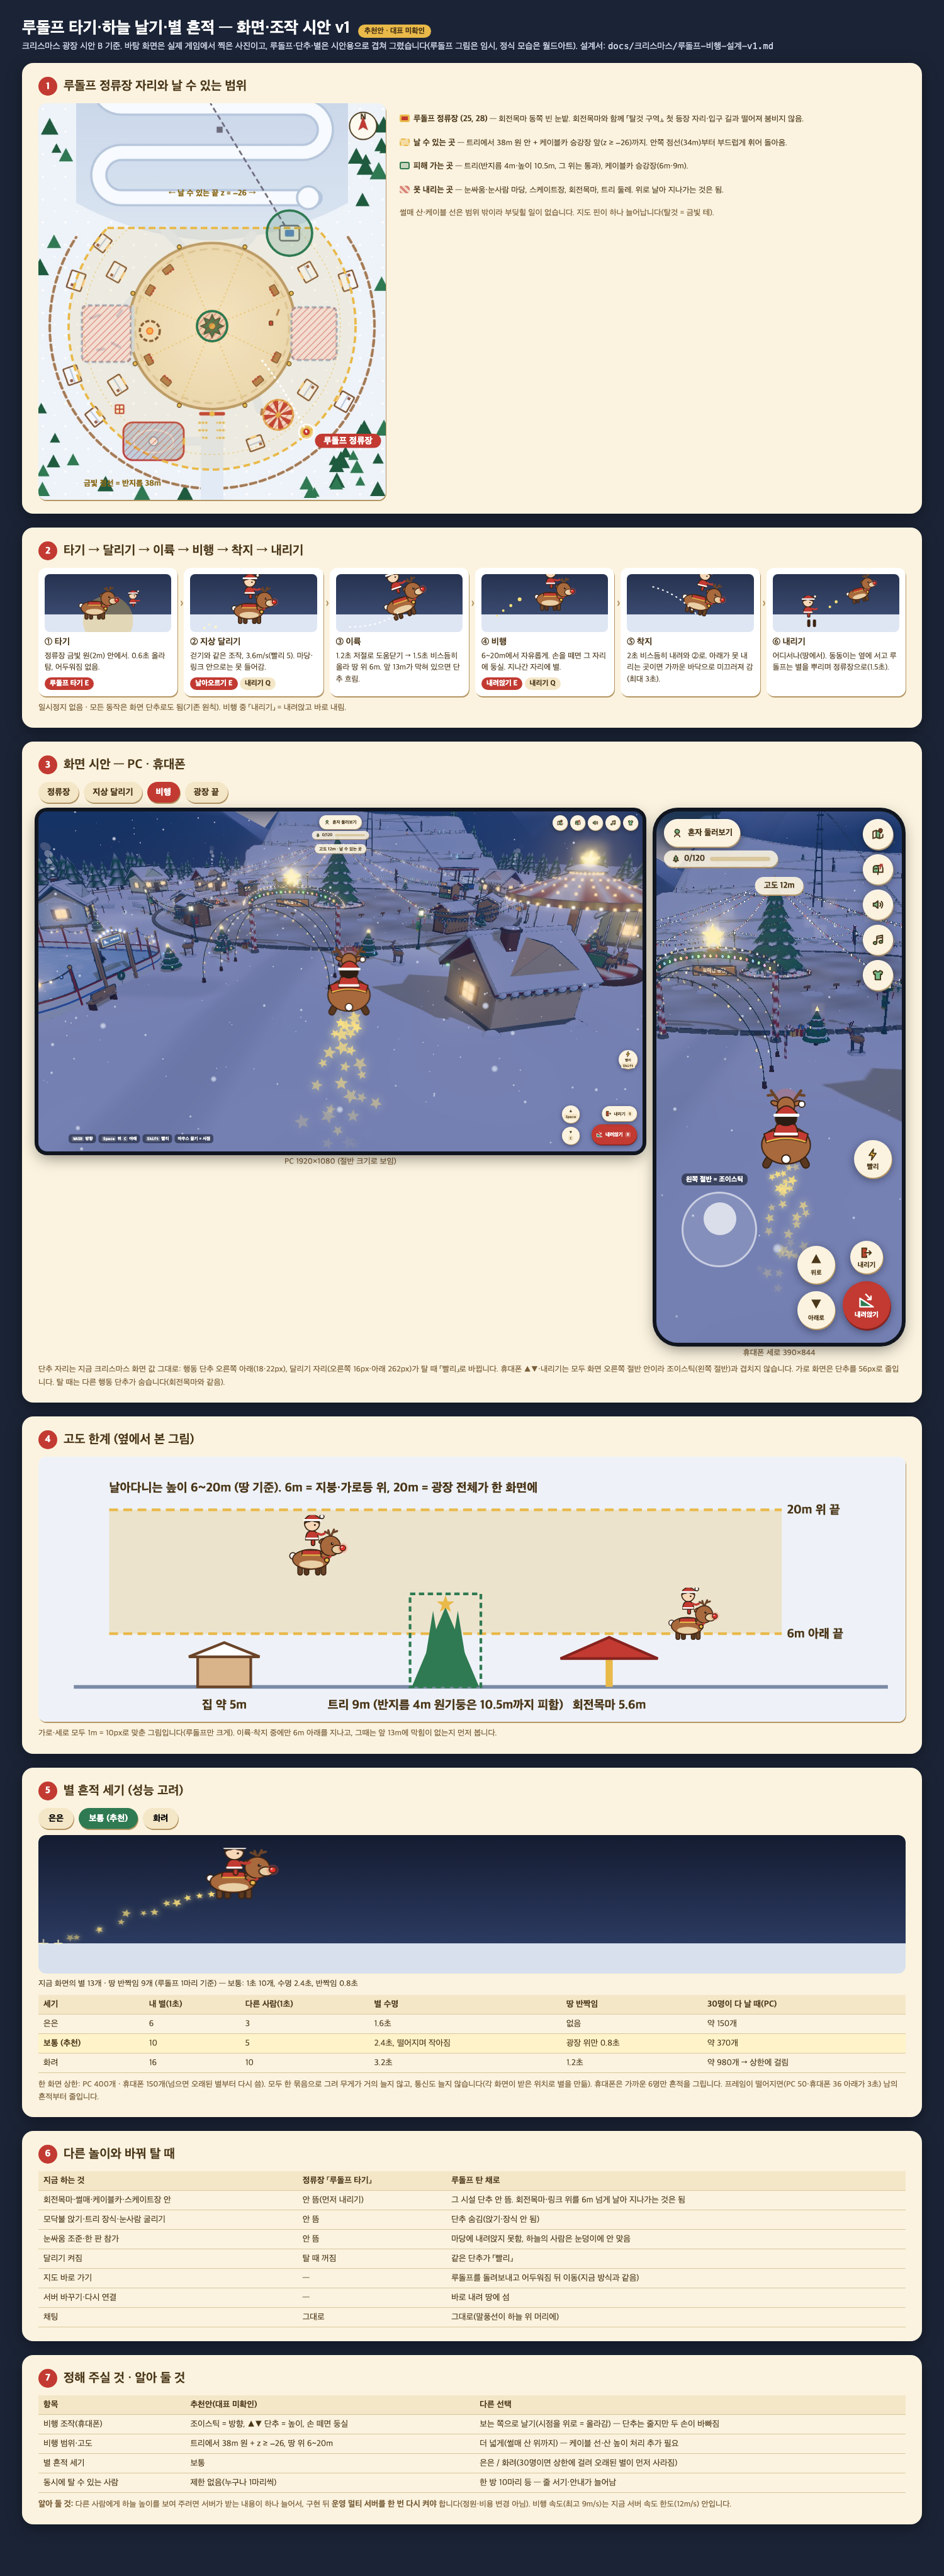 루돌프 타기·하늘 날기·별 흔적 — 화면·조작 시안 v1
추천안 · 대표 미확인
크리스마스 광장 시안 B 기준. 바탕 화면은 실제 게임에서 찍은 사진이고, 루돌프·단추·별은 시안용으로 겹쳐 그렸습니다(루돌프 그림은 임시, 정식 모습은 월드아트). 설계서: docs/크리스마스/루돌프-비행-설계-v1.md
1 루돌프 정류장 자리와 날 수 있는 범위
N
← 날 수 있는 끝 z = −26 →
루돌프 정류장
금빛 점선 = 반지름 38m
루돌프 정류장 (25, 28) — 회전목마 동쪽 빈 눈밭. 회전목마와 함께 「탈것 구역」. 첫 등장 자리·입구 길과 떨어져 붐비지 않음.
날 수 있는 곳 — 트리에서 38m 원 안 + 케이블카 승강장 앞(z ≥ −26)까지. 안쪽 점선(34m)부터 부드럽게 휘어 돌아옴.
피해 가는 곳 — 트리(반지름 4m·높이 10.5m, 그 위는 통과), 케이블카 승강장(6m·9m).
못 내리는 곳 — 눈싸움·눈사람 마당, 스케이트장, 회전목마, 트리 둘레. 위로 날아 지나가는 것은 됨.
썰매 산·케이블 선은 범위 밖이라 부딪힐 일이 없습니다. 지도 핀이 하나 늘어납니다(탈것 = 금빛 테).
2 타기 → 달리기 → 이륙 → 비행 → 착지 → 내리기
① 타기
정류장 금빛 원(2m) 안에서. 0.6초 올라탐, 어두워짐 없음.
루돌프 타기 E
② 지상 달리기
걷기와 같은 조작, 3.6m/s(빨리 5). 마당·링크 안으로는 못 들어감.
날아오르기 E
내리기 Q
③ 이륙
1.2초 저절로 도움닫기 → 1.5초 비스듬히 올라 땅 위 6m. 앞 13m가 막혀 있으면 단추 흐림.
④ 비행
6~20m에서 자유롭게. 손을 떼면 그 자리에 둥실. 지나간 자리에 별.
내려앉기 E
내리기 Q
⑤ 착지
2초 비스듬히 내려와 ②로. 아래가 못 내리는 곳이면 가까운 바닥으로 미끄러져 감(최대 3초).
⑥ 내리기
어디서나(땅에서). 동동이는 옆에 서고 루돌프는 별을 뿌리며 정류장으로(1.5초).
일시정지 없음 · 모든 동작은 화면 단추로도 됨(기존 원칙). 비행 중 「내리기」 = 내려앉고 바로 내림.
3 화면 시안 — PC · 휴대폰
정류장
지상 달리기
비행
광장 끝
혼자 둘러보기
0/120
고도 12m · 날 수 있는 곳
WASD 방향
Space 위 C 아래
Shift 빨리
마우스 끌기 = 시점
빨리
Shift
Space
C
내리기 Q
내려앉기 E
PC 1920×1080 (절반 크기로 보임)
혼자 둘러보기
0/120
고도 12m
왼쪽 절반 = 조이스틱
빨리
위로
아래로
내리기
내려앉기
휴대폰 세로 390×844
단추 자리는 지금 크리스마스 화면 값 그대로: 행동 단추 오른쪽 아래(18·22px), 달리기 자리(오른쪽 16px·아래 262px)가 탈 때 「빨리」로 바뀝니다. 휴대폰 ▲▼·내리기는 모두 화면 오른쪽 절반 안이라 조이스틱(왼쪽 절반)과 겹치지 않습니다. 가로 화면은 단추를 56px로 줄입니다. 탈 때는 다른 행동 단추가 숨습니다(회전목마와 같음).
4 고도 한계 (옆에서 본 그림)
날아다니는 높이 6~20m (땅 기준). 6m = 지붕·가로등 위, 20m = 광장 전체가 한 화면에
20m 위 끝
6m 아래 끝
집 약 5m
트리 9m (반지름 4m 원기둥은 10.5m까지 피함)
회전목마 5.6m
가로·세로 모두 1m = 10px로 맞춘 그림입니다(루돌프만 크게). 이륙·착지 중에만 6m 아래를 지나고, 그때는 앞 13m에 막힘이 없는지 먼저 봅니다.
5 별 흔적 세기 (성능 고려)
은은
보통 (추천)
화려
지금 화면의 별 13개 · 땅 반짝임 9개 (루돌프 1마리 기준) — 보통: 1초 10개, 수명 2.4초, 반짝임 0.8초
세기 내 별(1초) 다른 사람(1초) 별 수명 땅 반짝임 30명이 다 날 때(PC)
은은 6 3 1.6초 없음 약 150개
보통 (추천) 10 5 2.4초, 떨어지며 작아짐 광장 위만 0.8초 약 370개
화려 16 10 3.2초 1.2초 약 980개 → 상한에 걸림
한 화면 상한: PC 400개 · 휴대폰 150개(넘으면 오래된 별부터 다시 씀). 모두 한 묶음으로 그려 무게가 거의 늘지 않고, 통신도 늘지 않습니다(각 화면이 받은 위치로 별을 만듦). 휴대폰은 가까운 6명만 흔적을 그립니다. 프레임이 떨어지면(PC 50·휴대폰 36 아래가 3초) 남의 흔적부터 줄입니다.
6 다른 놀이와 바꿔 탈 때
지금 하는 것 정류장 「루돌프 타기」 루돌프 탄 채로
회전목마·썰매·케이블카·스케이트장 안 안 뜸(먼저 내리기) 그 시설 단추 안 뜸. 회전목마·링크 위를 6m 넘게 날아 지나가는 것은 됨
모닥불 앉기·트리 장식·눈사람 굴리기 안 뜸 단추 숨김(앉기·장식 안 됨)
눈싸움 조준·한 판 참가 안 뜸 마당에 내려앉지 못함, 하늘의 사람은 눈덩이에 안 맞음
달리기 켜짐 탈 때 꺼짐 같은 단추가 「빨리」
지도 바로 가기 — 루돌프를 돌려보내고 어두워짐 뒤 이동(지금 방식과 같음)
서버 바꾸기·다시 연결 — 바로 내려 땅에 섬
채팅 그대로 그대로(말풍선이 하늘 위 머리에)
7 정해 주실 것 · 알아 둘 것
항목 추천안(대표 미확인) 다른 선택
비행 조작(휴대폰) 조이스틱 = 방향, ▲▼ 단추 = 높이, 손 떼면 둥실 보는 쪽으로 날기(시점을 위로 = 올라감) — 단추는 줄지만 두 손이 바빠짐
비행 범위·고도 트리에서 38m 원 + z ≥ −26, 땅 위 6~20m 더 넓게(썰매 산 위까지) — 케이블 선·산 높이 처리 추가 필요
별 흔적 세기 보통 은은 / 화려(30명이면 상한에 걸려 오래된 별이 먼저 사라짐)
동시에 탈 수 있는 사람 제한 없음(누구나 1마리씩) 한 방 10마리 등 — 줄 서기·안내가 늘어남
알아 둘 것: 다른 사람에게 하늘 높이를 보여 주려면 서버가 받는 내용이 하나 늘어서, 구현 뒤 운영 멀티 서버를 한 번 다시 켜야 합니다(정원·비용 변경 아님). 비행 속도(최고 9m/s)는 지금 서버 속도 한도(12m/s) 안입니다.